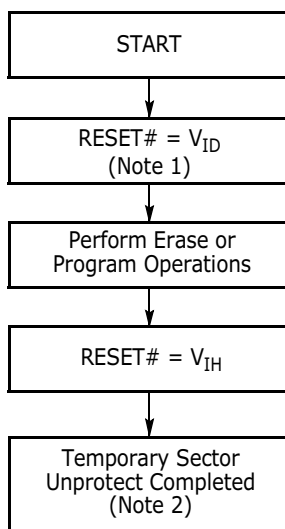 START
RESET# = VID
(Note 1)
Perform Erase or
Program Operations
RESET# = VIH
Temporary Sector
Unprotect Completed
(Note 2)